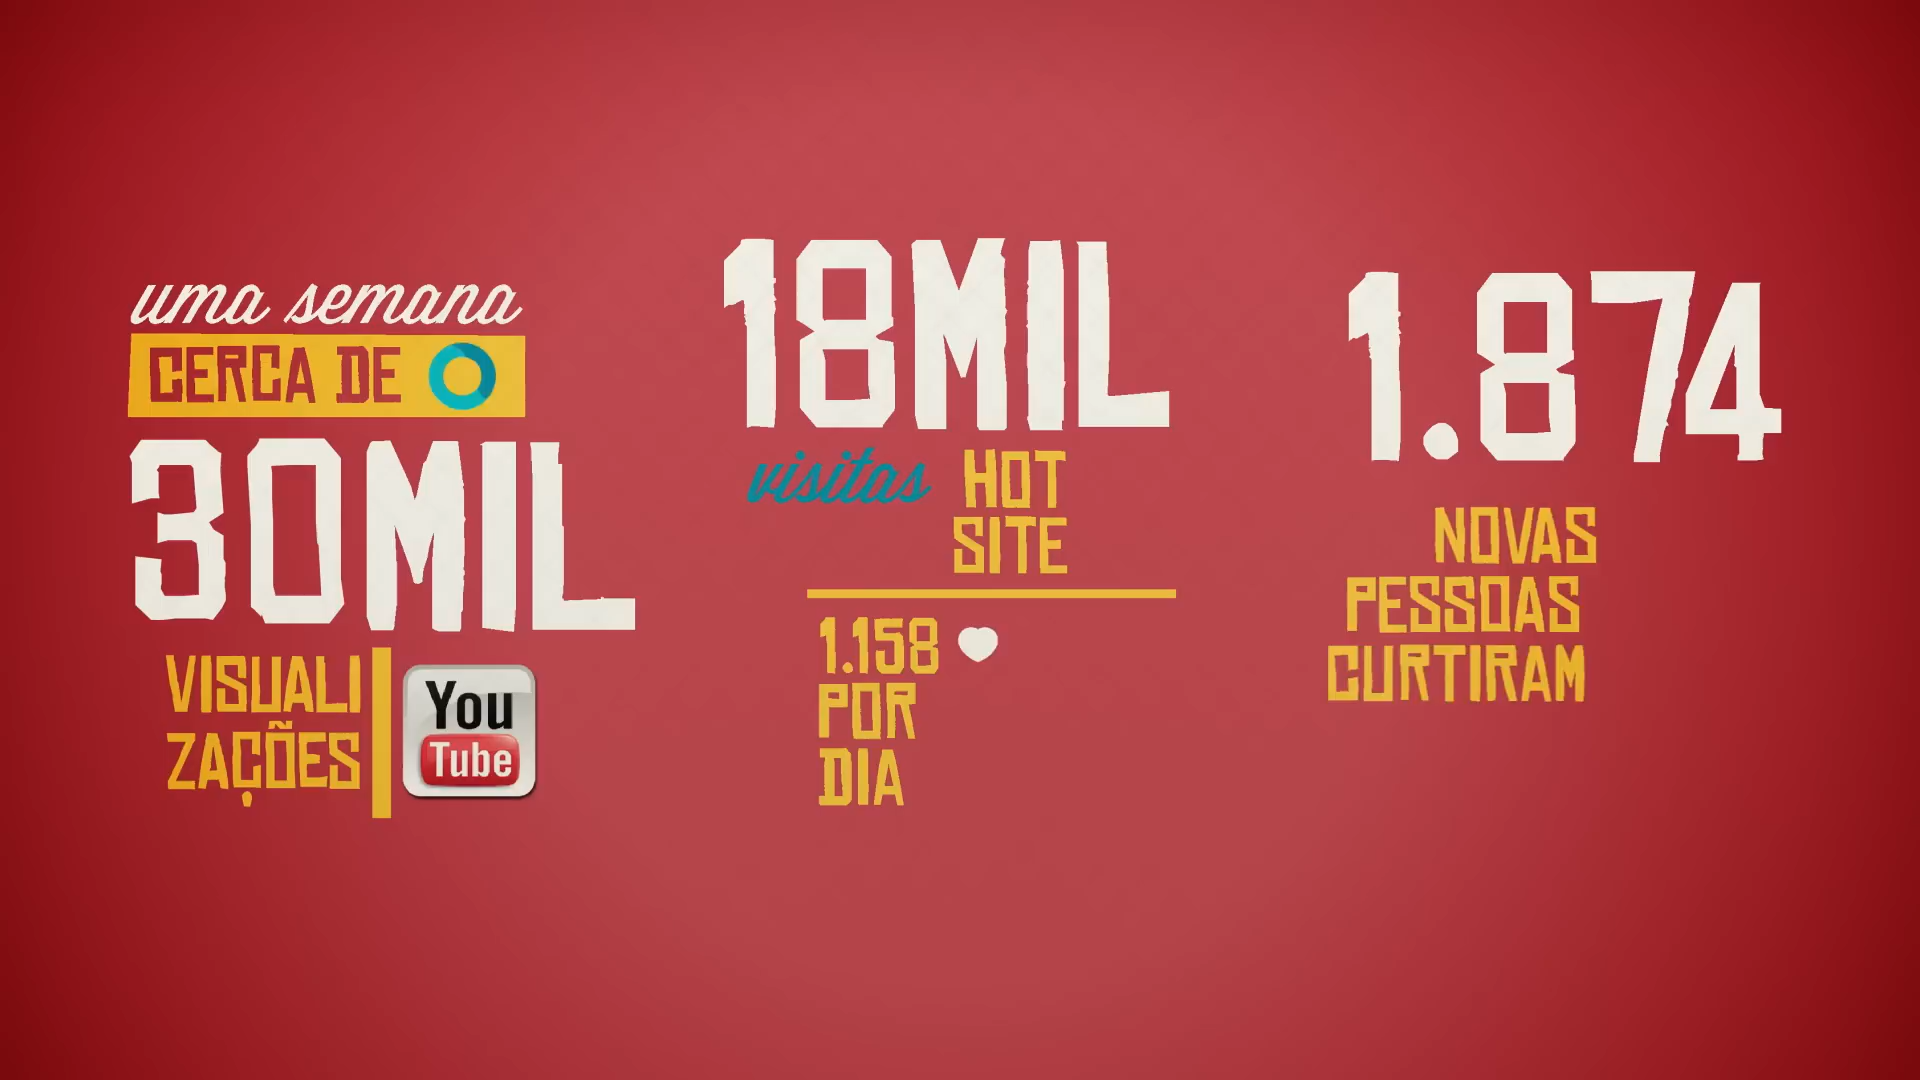 uma semana
CERCA DE
30MIL
VISUALI
ZAÇÕES
You
Tube
18MIL
visitas HOT
SITE
1.158
POR
DIA
1.874
NOVAS
PESSOAS
CURTIRAM